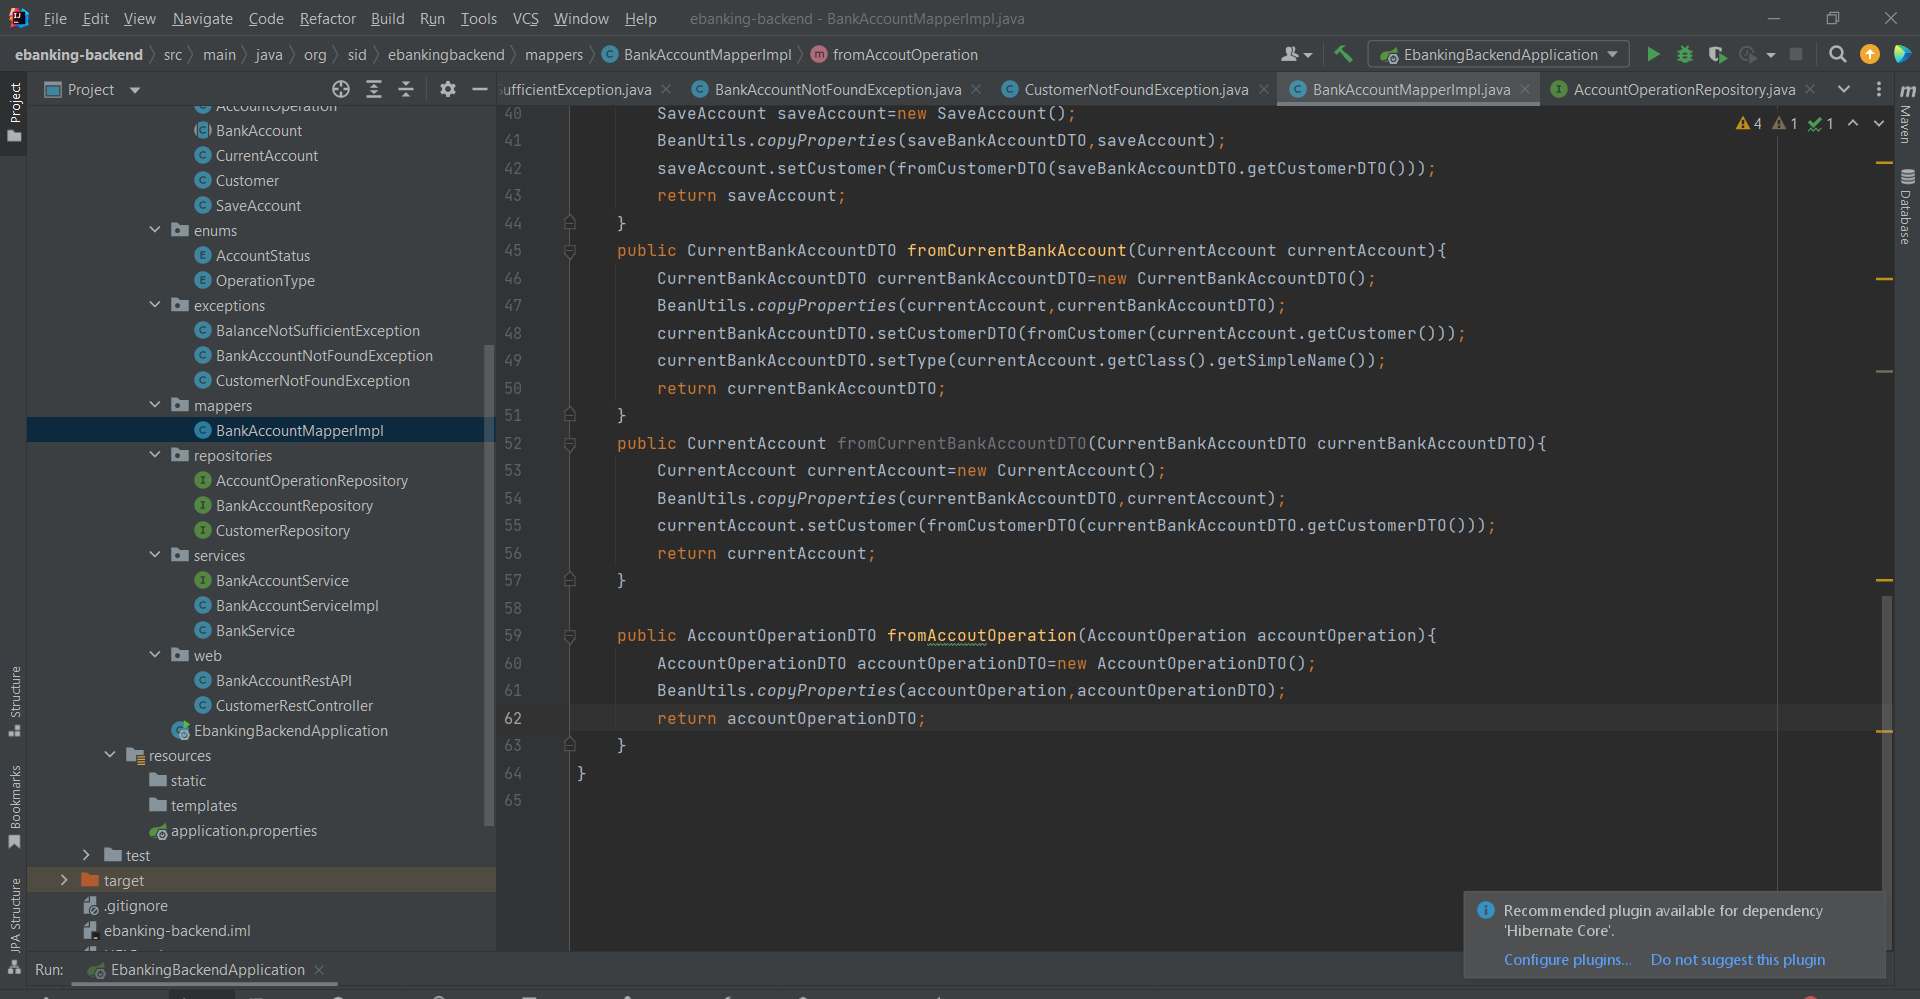 File Edit View Navigate Code Refactor Build Run Tools VCS Window Help ebanking-backend - BankAccountMapperImpl.java
ebanking-backend src main java org sid ebankingbackend mappers BankAccountMapperImpl fromAccoutOperation EbankingBackendApplication
Project ufficientException.java BankAccountNotFoundException.java CustomerNotFoundException.java BankAccountMapperImpl.java AccountOperationRepository.java
Project
Structure
Bookmarks
JPA Structure
AccountOperation
BankAccount
CurrentAccount
Customer
SaveAccount
enums
AccountStatus
OperationType
exceptions
BalanceNotSufficientException
BankAccountNotFoundException
CustomerNotFoundException
mappers
BankAccountMapperImpl
repositories
AccountOperationRepository
BankAccountRepository
CustomerRepository
services
BankAccountService
BankAccountServiceImpl
BankService
web
BankAccountRestAPI
CustomerRestController
EbankingBackendApplication
resources
static
templates
application.properties
test
target
.gitignore
ebanking-backend.iml
4 1 1
40 SaveAccount saveAccount=new SaveAccount();
41 BeanUtils.copyProperties(saveBankAccountDTO,saveAccount);
42 saveAccount.setCustomer(fromCustomerDTO(saveBankAccountDTO.getCustomerDTO()));
43 return saveAccount;
44 }
45 public CurrentBankAccountDTO fromCurrentBankAccount(CurrentAccount currentAccount){
46 CurrentBankAccountDTO currentBankAccountDTO=new CurrentBankAccountDTO();
47 BeanUtils.copyProperties(currentAccount,currentBankAccountDTO);
48 currentBankAccountDTO.setCustomerDTO(fromCustomer(currentAccount.getCustomer()));
49 currentBankAccountDTO.setType(currentAccount.getClass().getSimpleName());
50 return currentBankAccountDTO;
51 }
52 public CurrentAccount fromCurrentBankAccountDTO(CurrentBankAccountDTO currentBankAccountDTO){
53 CurrentAccount currentAccount=new CurrentAccount();
54 BeanUtils.copyProperties(currentBankAccountDTO,currentAccount);
55 currentAccount.setCustomer(fromCustomerDTO(currentBankAccountDTO.getCustomerDTO()));
56 return currentAccount;
57 }
58
59 public AccountOperationDTO fromAccoutOperation(AccountOperation accountOperation){
60 AccountOperationDTO accountOperationDTO=new AccountOperationDTO();
61 BeanUtils.copyProperties(accountOperation,accountOperationDTO);
62 return accountOperationDTO;
63 }
64 }
65
m Maven
Database
Recommended plugin available for dependency
'Hibernate Core'.
Configure plugins... Do not suggest this plugin
Run: EbankingBackendApplication